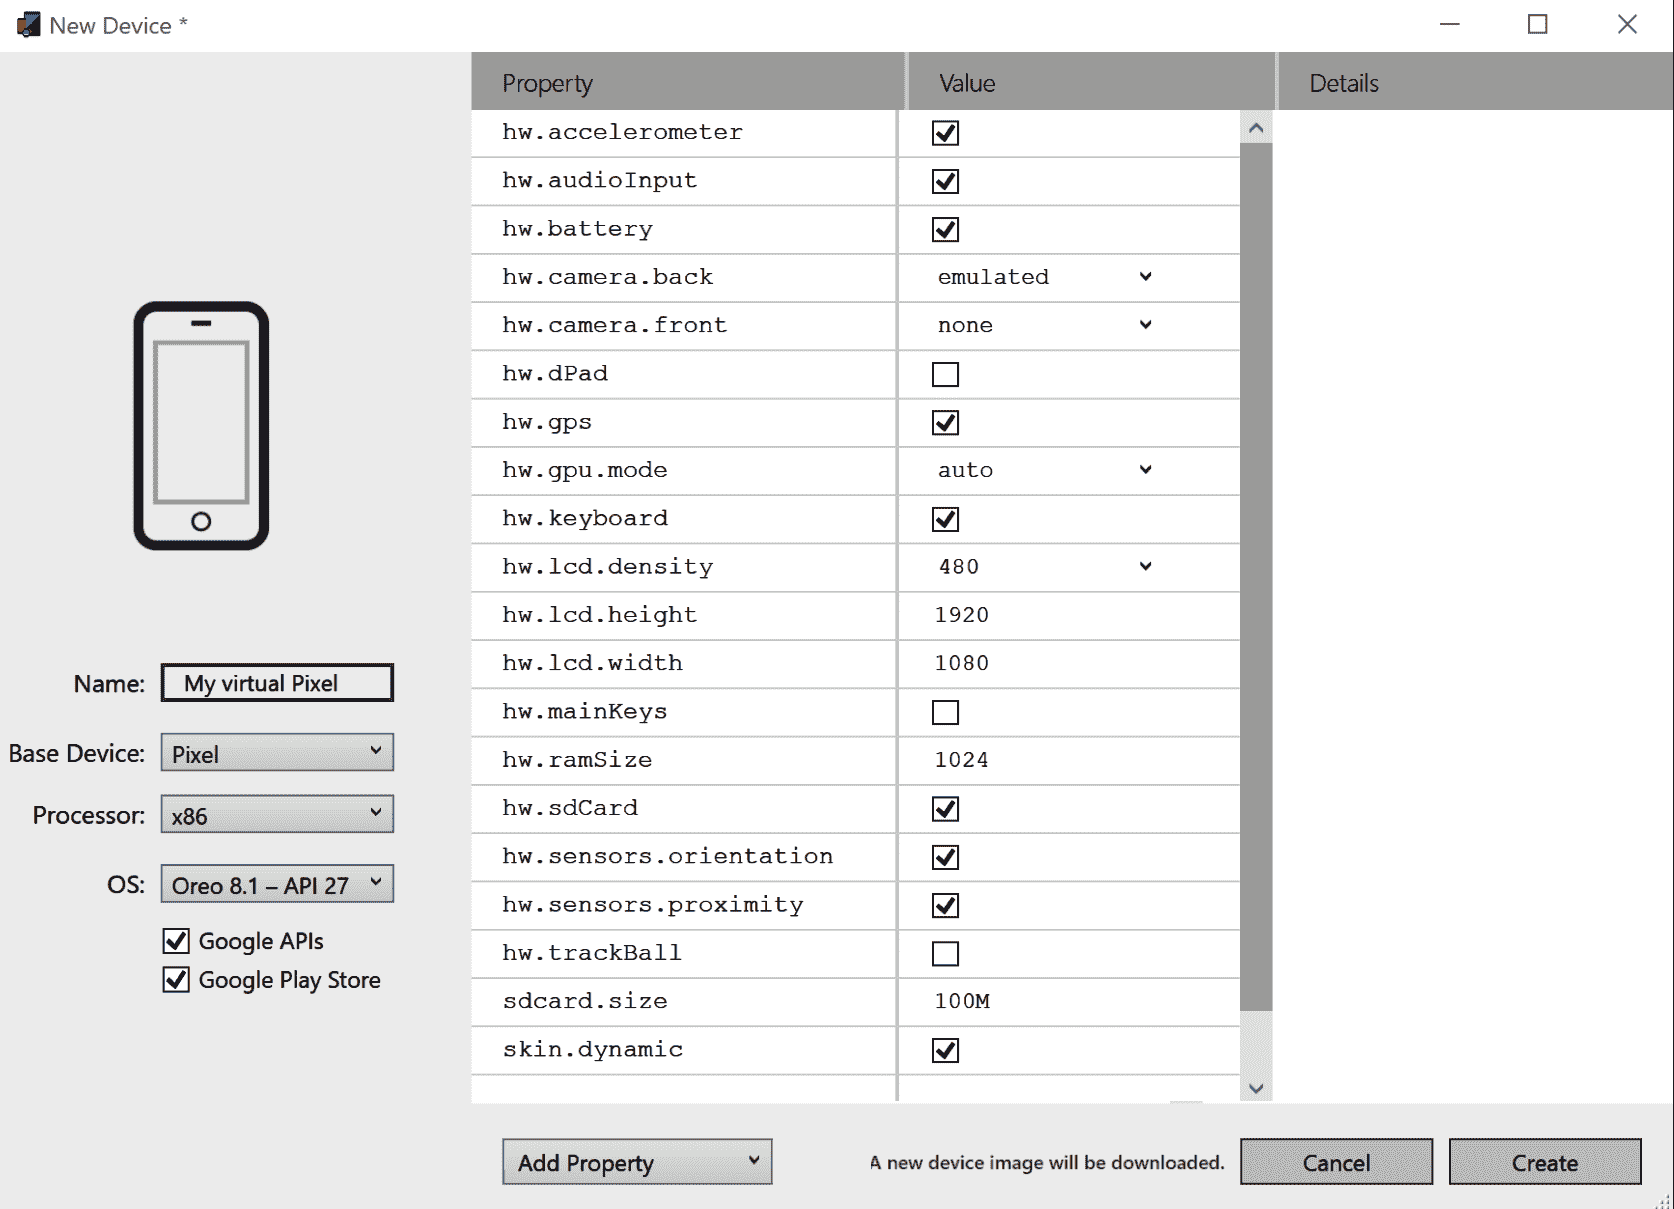 New Device *
Property Value Details
hw.accelerometer
hw.audioInput
hw.battery
hw.camera.back emulated
hw.camera.front none
hw.dPad
hw.gps
hw.gpu.mode auto
hw.keyboard
hw.lcd.density 480
hw.lcd.height 1920
hw.lcd.width 1080
hw.mainKeys
hw.ramSize 1024
hw.sdCard
hw.sensors.orientation
hw.sensors.proximity
hw.trackBall
sdcard.size 100M
skin.dynamic
Name: My virtual Pixel
Base Device: Pixel
Processor: x86
OS: Oreo 8.1 – API 27
Google APIs
Google Play Store
Add Property A new device image will be downloaded. Cancel Create